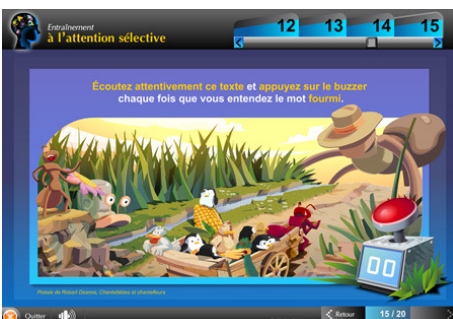 Entraînement
à l'attention sélective
12 13 14 15
Écoutez attentivement ce texte et appuyez sur le buzzer
chaque fois que vous entendez le mot fourmi.
00
Poésie de Robert Desnos, Chantefables et chantefleurs
Quitter
Retour
15 / 20